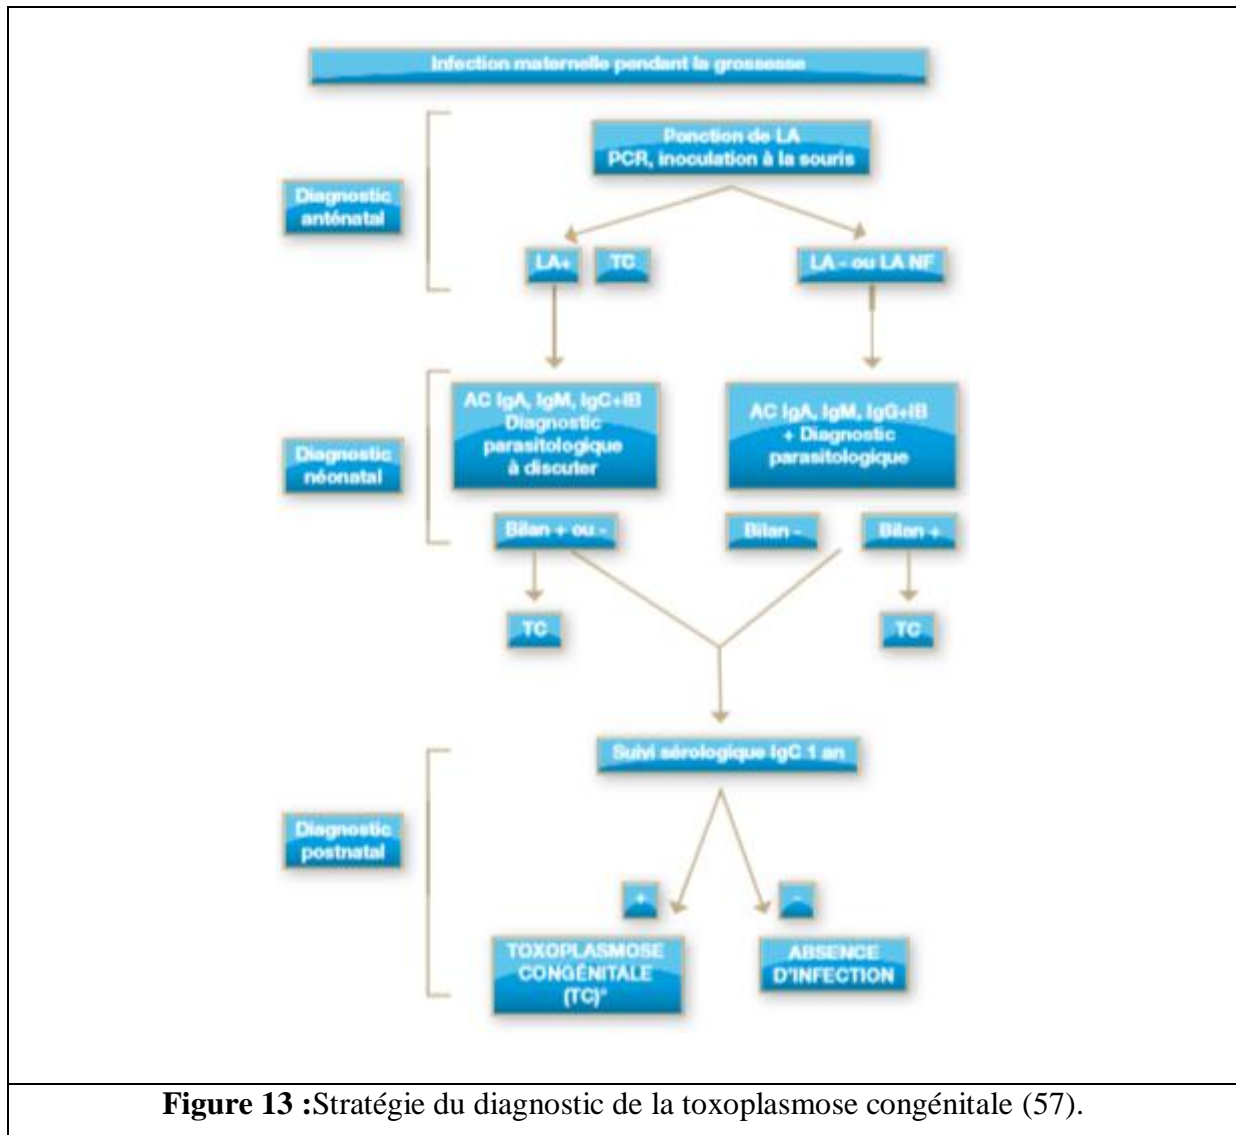 Infection maternelle pendant la grossesse
Ponction de LA
PCR, inoculation à la souris
Diagnostic
anténatal
LA+
TC
LA - ou LA NF
AC IgA, IgM, IgC+IB
Diagnostic
parasitologique
à discuter
AC IgA, IgM, IgG+IB
+ Diagnostic
parasitologique
Diagnostic
néonatal
Bilan + ou -
Bilan -
Bilan +
TC
TC
Suivi sérologique IgC 1 an
Diagnostic
postnatal
+
-
TOXOPLASMOSE
CONGÉNITALE
(TC)*
ABSENCE
D'INFECTION
Figure 13 :Stratégie du diagnostic de la toxoplasmose congénitale (57).